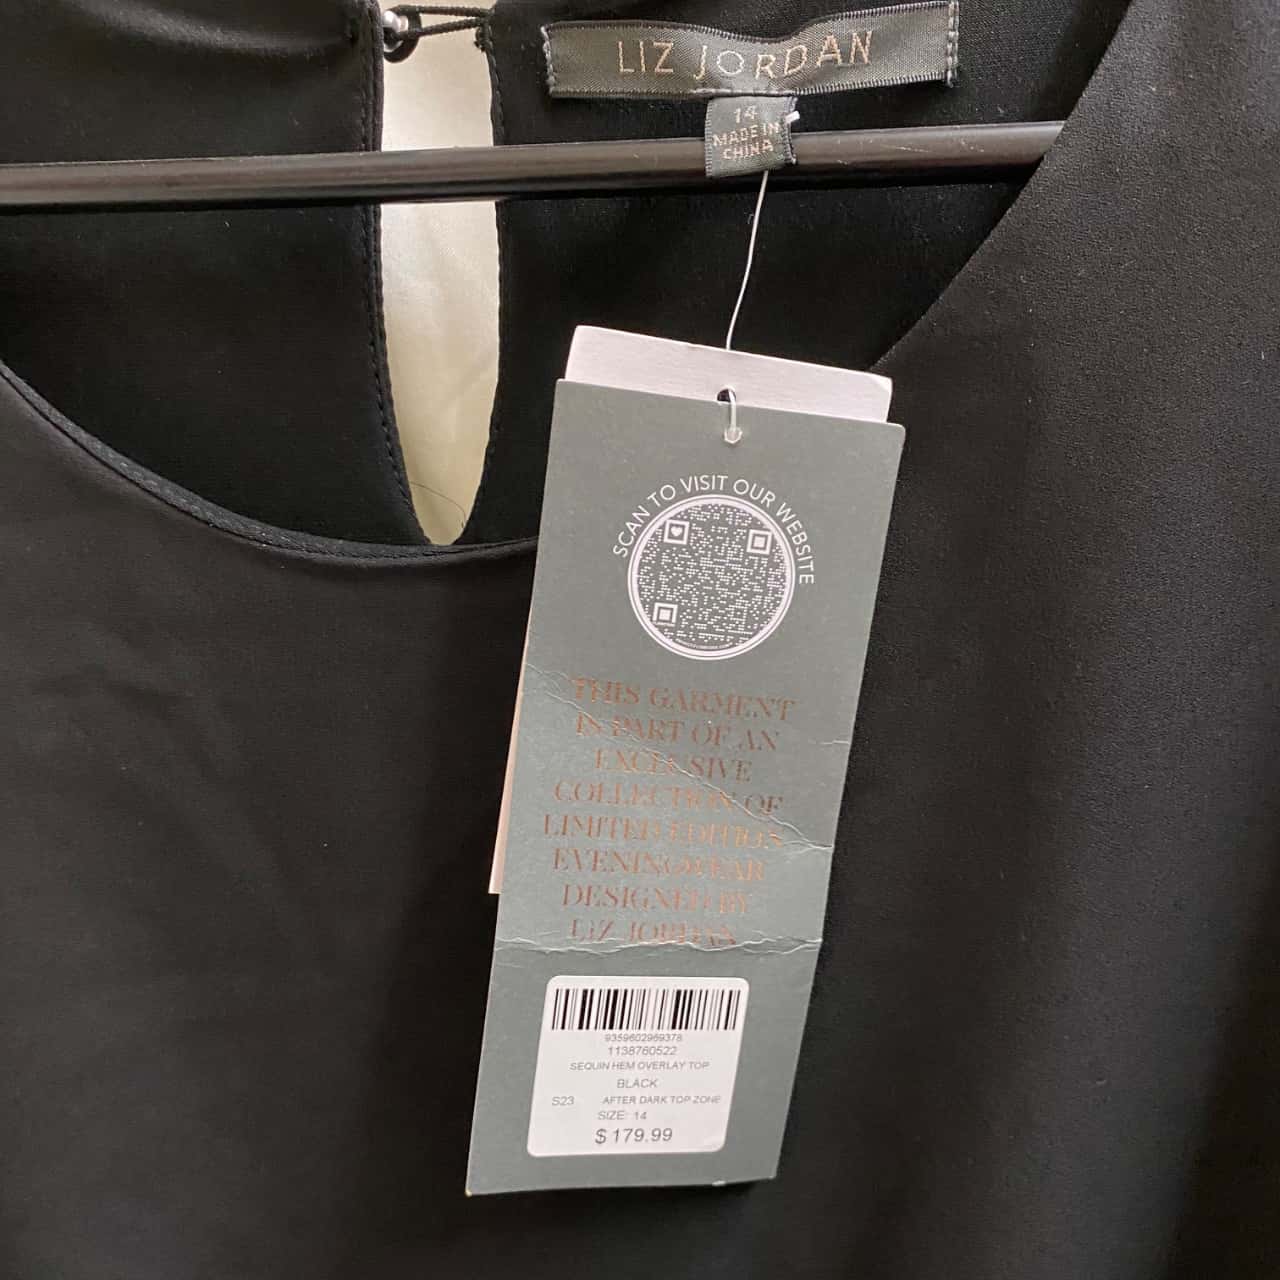 LIZ JORDAN
14
MADE IN
CHINA
SCAN TO VISIT OUR WEBSITE
THIS GARMENT
IS PART OF AN
EXCLUSIVE
COLLECTION OF
LIMITED EDITION
EVENINGWEAR
DESIGNED BY
LIZ JORDAN
9359602969378
1138760522
SEQUIN HEM OVERLAY TOP
BLACK
S23 AFTER DARK TOP-ZONE
SIZE: 14
$179.99